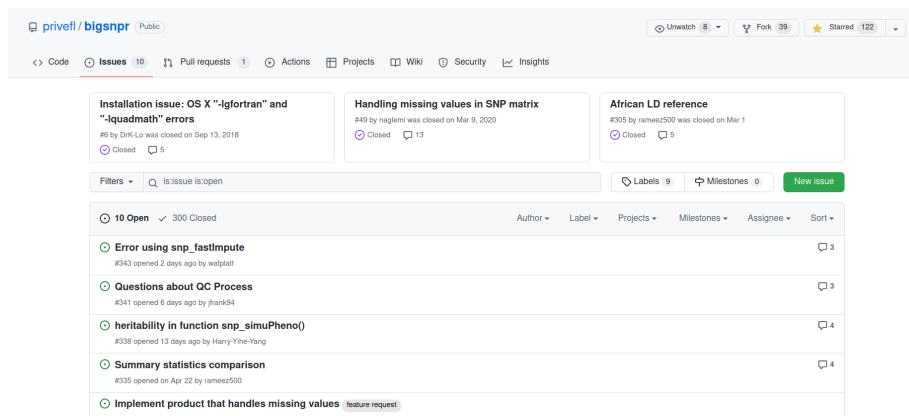 privefl / bigsnpr Public
Unwatch 8 Fork 39 Starred 122
Code Issues 10 Pull requests 1 Actions Projects Wiki Security Insights
Installation issue: OS X "-lgfortran" and
"-lquadmath" errors
#6 by DrK-Lo was closed on Sep 13, 2018
Closed 5
Handling missing values in SNP matrix
#49 by naglemi was closed on Mar 9, 2020
Closed 13
African LD reference
#305 by rameez500 was closed on Mar 1
Closed 5
Filters is:issue is:open Labels 9 Milestones 0 New issue
10 Open 300 Closed Author Label Projects Milestones Assignee Sort
Error using snp_fastImpute 3
#343 opened 2 days ago by watplatt
Questions about QC Process 3
#341 opened 6 days ago by jfrank94
heritability in function snp_simuPheno() 4
#338 opened 13 days ago by Harry-Yihe-Yang
Summary statistics comparison 4
#335 opened on Apr 22 by rameez500
Implement product that handles missing values feature request